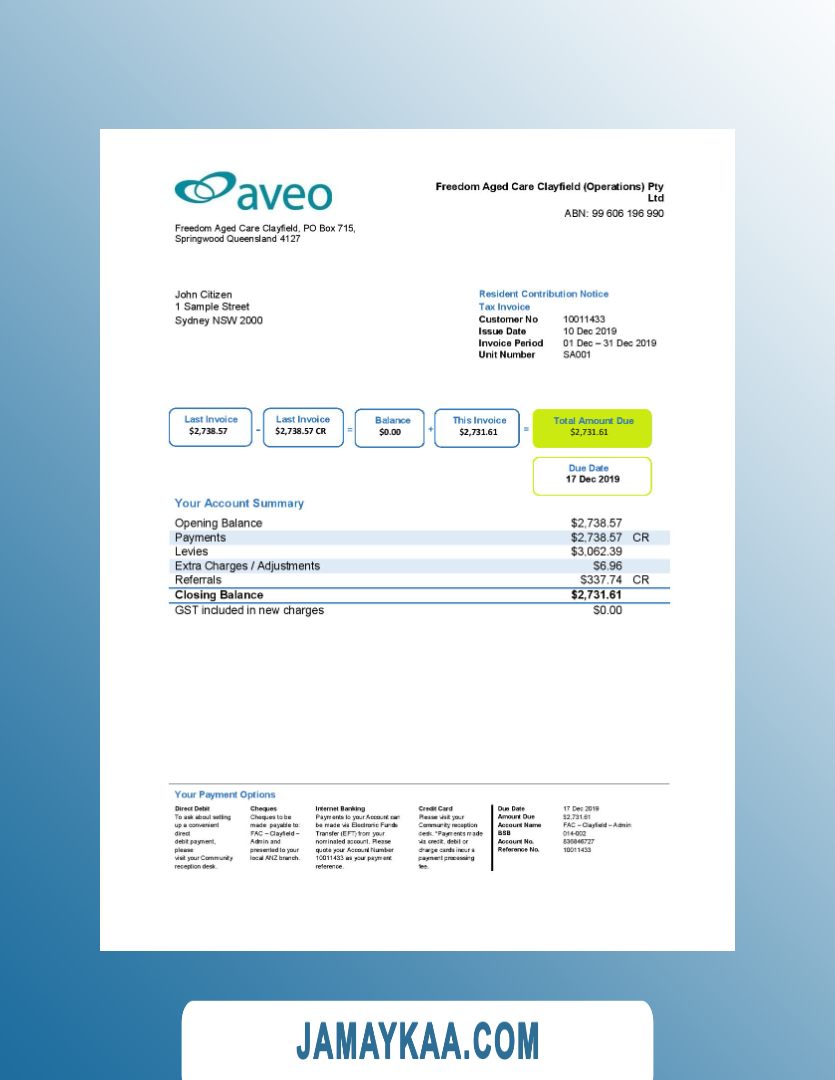 aveo
Freedom Aged Care Clayfield (Operations) Pty
Ltd
ABN: 99 606 196 990
Freedom Aged Care Clayfield, PO Box 715,
Springwood Queensland 4127
John Citizen
1 Sample Street
Sydney NSW 2000
Resident Contribution Notice
Tax Invoice
Customer No 10011433
Issue Date 10 Dec 2019
Invoice Period 01 Dec – 31 Dec 2019
Unit Number SA001
Last Invoice
$2,738.57
–
Last Invoice
$2,738.57 CR
=
Balance
$0.00
+
This Invoice
$2,731.61
=
Total Amount Due
$2,731.61
Due Date
17 Dec 2019
Your Account Summary
Opening Balance $2,738.57
Payments $2,738.57 CR
Levies $3,062.39
Extra Charges / Adjustments $6.96
Referrals $337.74 CR
Closing Balance $2,731.61
GST included in new charges $0.00
Your Payment Options
Direct Debit
To ask about setting
up a convenient
direct
debit payment,
please
visit your Community
reception desk.
Cheques
Cheques to be
made payable to:
FAC – Clayfield –
Admin and
presented to your
local ANZ branch.
Internet Banking
Payments to your Account can
be made via Electronic Funds
Transfer (EFT) from your
nominated account. Please
quote your Account Number
10011433 as your payment
reference.
Credit Card
Please visit your
Community reception
desk. *Payments made
via credit, debit or
charge cards incur a
payment processing
fee.
Due Date 17 Dec 2019
Amount Due $2,731.61
Account Name FAC – Clayfield – Admin
BSB 014-002
Account No. 836846727
Reference No. 10011433
JAMAYKAA.COM